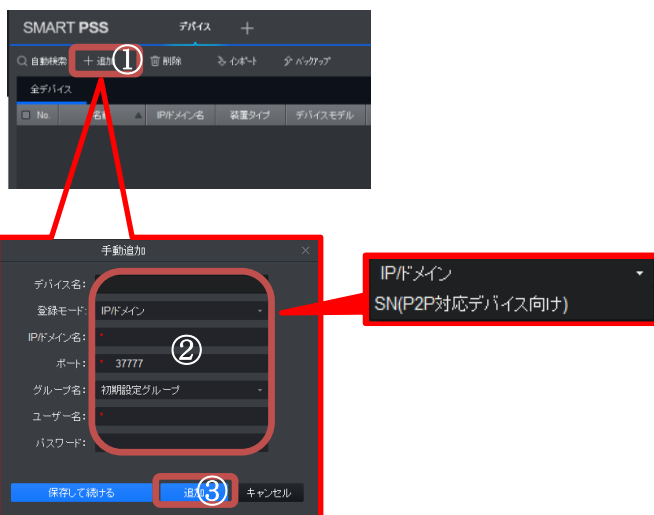 SMART PSS デバイス
自動検索 追加 ① 削除 インポート バックアップ
全デバイス
No. 名前 IP/ドメイン名 装置タイプ デバイスモデル
手動追加
デバイス名:
登録モード: IP/ドメイン
IP/ドメイン名: *
ポート: * 37777
②
グループ名: 初期設定グループ
ユーザー名: *
パスワード:
保存して続ける 追加 ③ キャンセル
IP/ドメイン
SN(P2P対応デバイス向け)